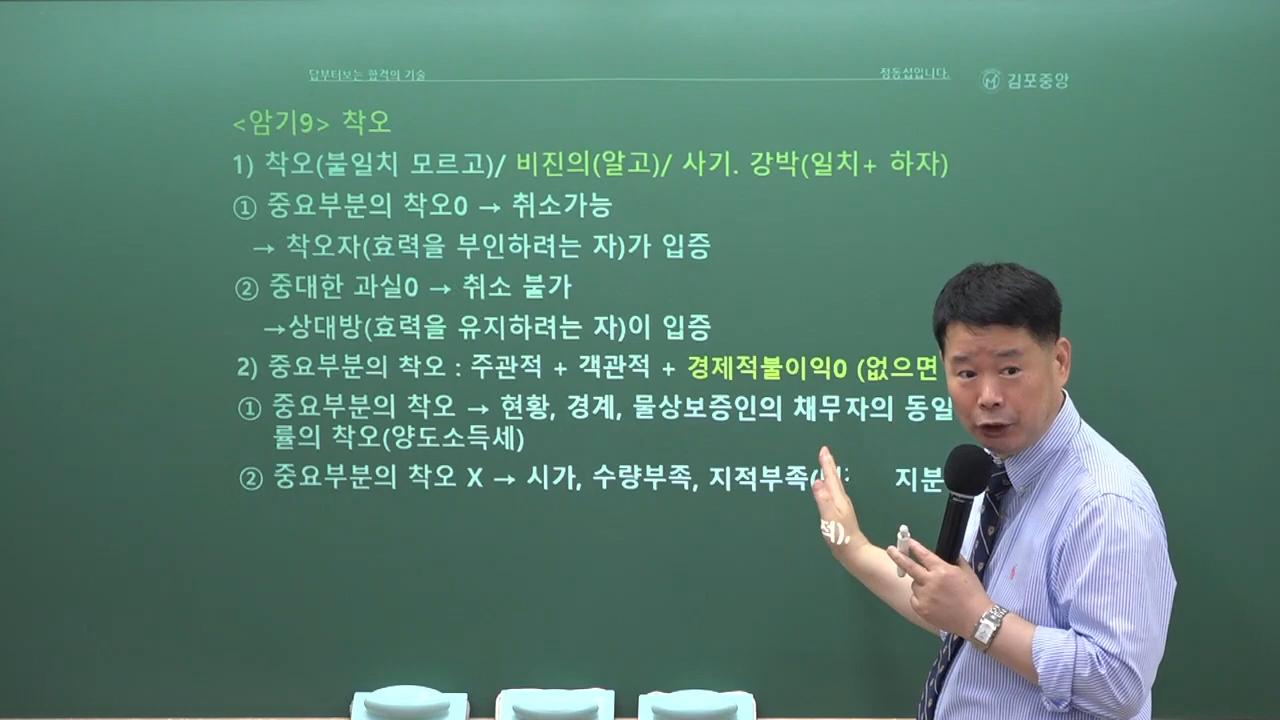 답부터보는 합격의 기술
정동섭입니다.
김포중앙
<암기9> 착오
1) 착오(불일치 모르고)/ 비진의(알고)/ 사기. 강박(일치+ 하자)
① 중요부분의 착오0 → 취소가능
→ 착오자(효력을 부인하려는 자)가 입증
② 중대한 과실0 → 취소 불가
→상대방(효력을 유지하려는 자)이 입증
2) 중요부분의 착오 : 주관적 + 객관적 + 경제적불이익0 (없으면
① 중요부분의 착오 → 현황, 경계, 물상보증인의 채무자의 동일
률의 착오(양도소득세)
② 중요부분의 착오 X → 시가, 수량부족, 지적부족( 지분
적),